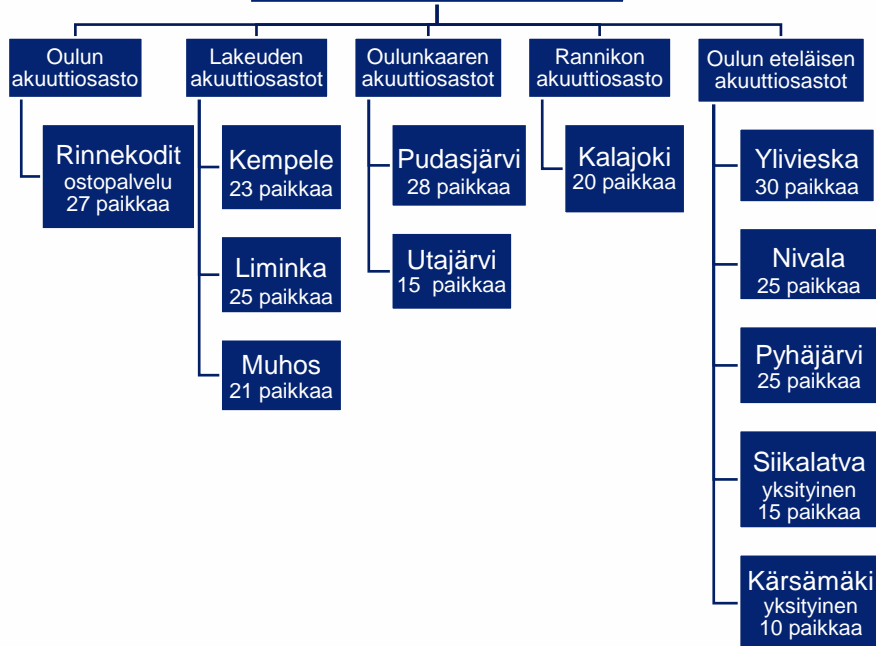 Oulun
akuuttiosasto
Lakeuden
akuuttiosastot
Oulunkaaren
akuuttiosastot
Rannikon
akuuttiosasto
Oulun eteläisen
akuuttiosastot
Rinnekodit
ostopalvelu
27 paikkaa
Kempele
23 paikkaa
Liminka
25 paikkaa
Muhos
21 paikkaa
Pudasjärvi
28 paikkaa
Utajärvi
15 paikkaa
Kalajoki
20 paikkaa
Ylivieska
30 paikkaa
Nivala
25 paikkaa
Pyhäjärvi
25 paikkaa
Siikalatva
yksityinen
15 paikkaa
Kärsämäki
yksityinen
10 paikkaa